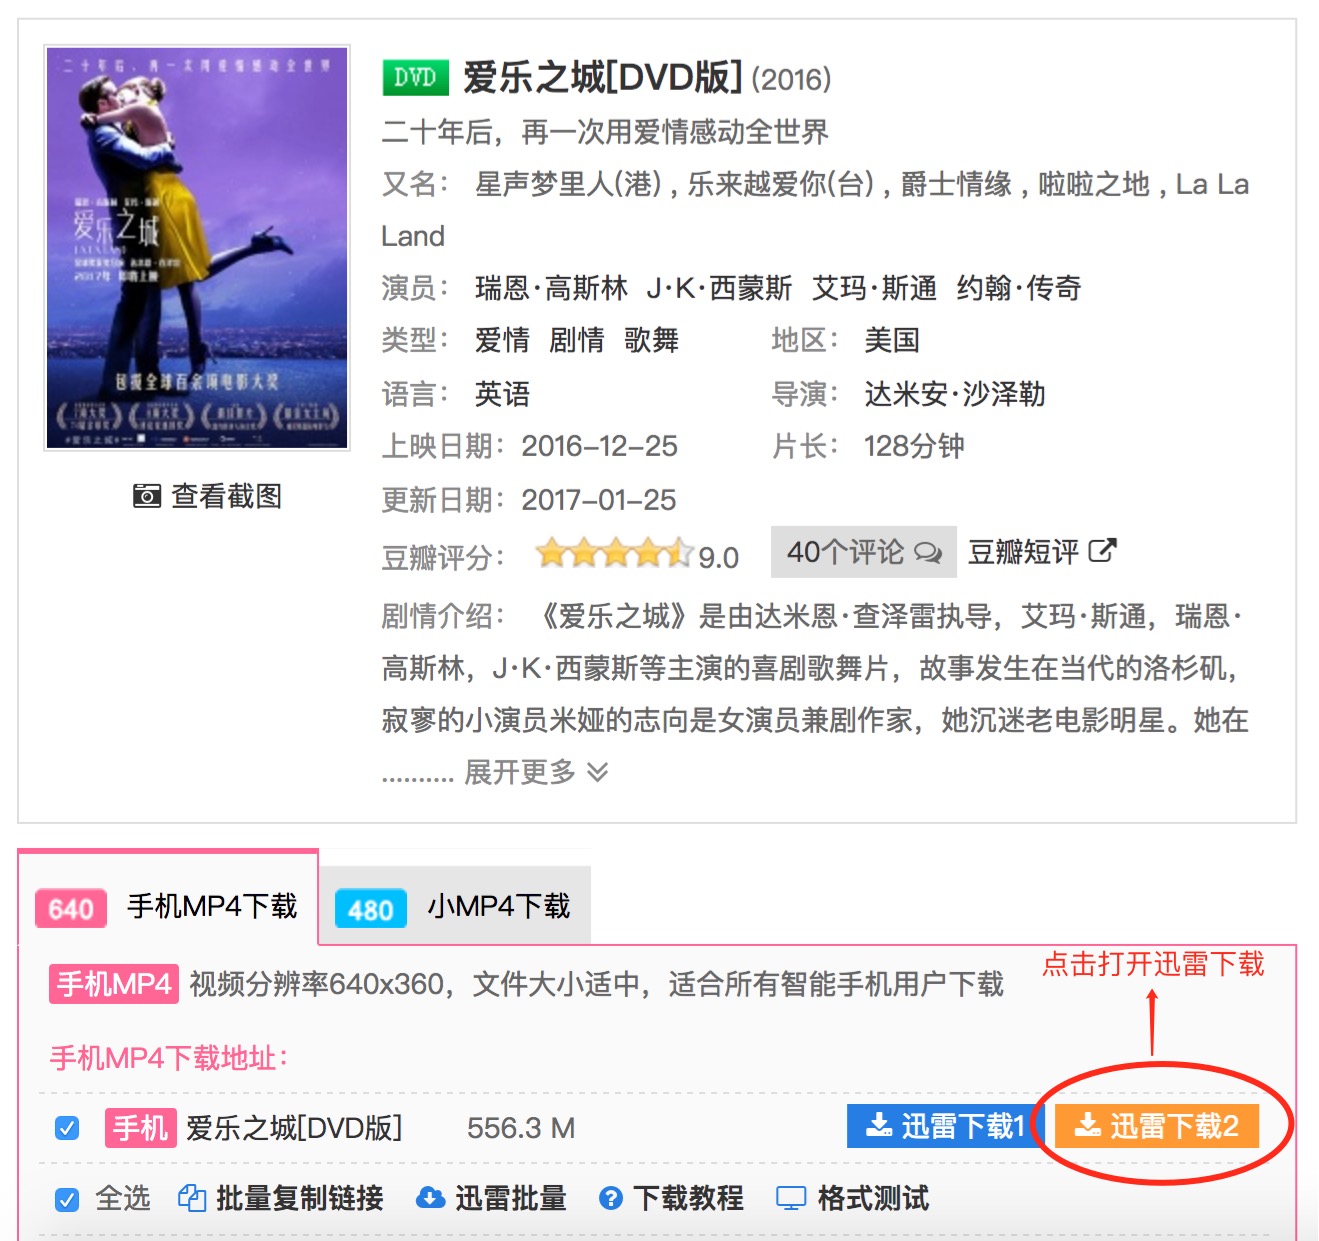 二十年后，再一次用爱情感动全世界
爱乐之城
LA LA LAND
2017年 即将上映
包揽全球百余项电影大奖
查看截图
DVD 爱乐之城[DVD版] (2016)
二十年后，再一次用爱情感动全世界
又名： 星声梦里人(港) , 乐来越爱你(台) , 爵士情缘 , 啦啦之地 , La La
Land
演员： 瑞恩·高斯林 J·K·西蒙斯 艾玛·斯通 约翰·传奇
类型： 爱情 剧情 歌舞 地区： 美国
语言： 英语 导演： 达米安·沙泽勒
上映日期： 2016-12-25 片长： 128分钟
更新日期： 2017-01-25
豆瓣评分： 9.0 40个评论 豆瓣短评
剧情介绍： 《爱乐之城》是由达米恩·查泽雷执导，艾玛·斯通，瑞恩·
高斯林，J·K·西蒙斯等主演的喜剧歌舞片，故事发生在当代的洛杉矶，
寂寥的小演员米娅的志向是女演员兼剧作家，她沉迷老电影明星。她在
.......... 展开更多
640 手机MP4下载 480 小MP4下载
点击打开迅雷下载
手机MP4 视频分辨率640x360，文件大小适中，适合所有智能手机用户下载
手机MP4下载地址：
手机 爱乐之城[DVD版] 556.3 M 迅雷下载1 迅雷下载2
全选 批量复制链接 迅雷批量 下载教程 格式测试